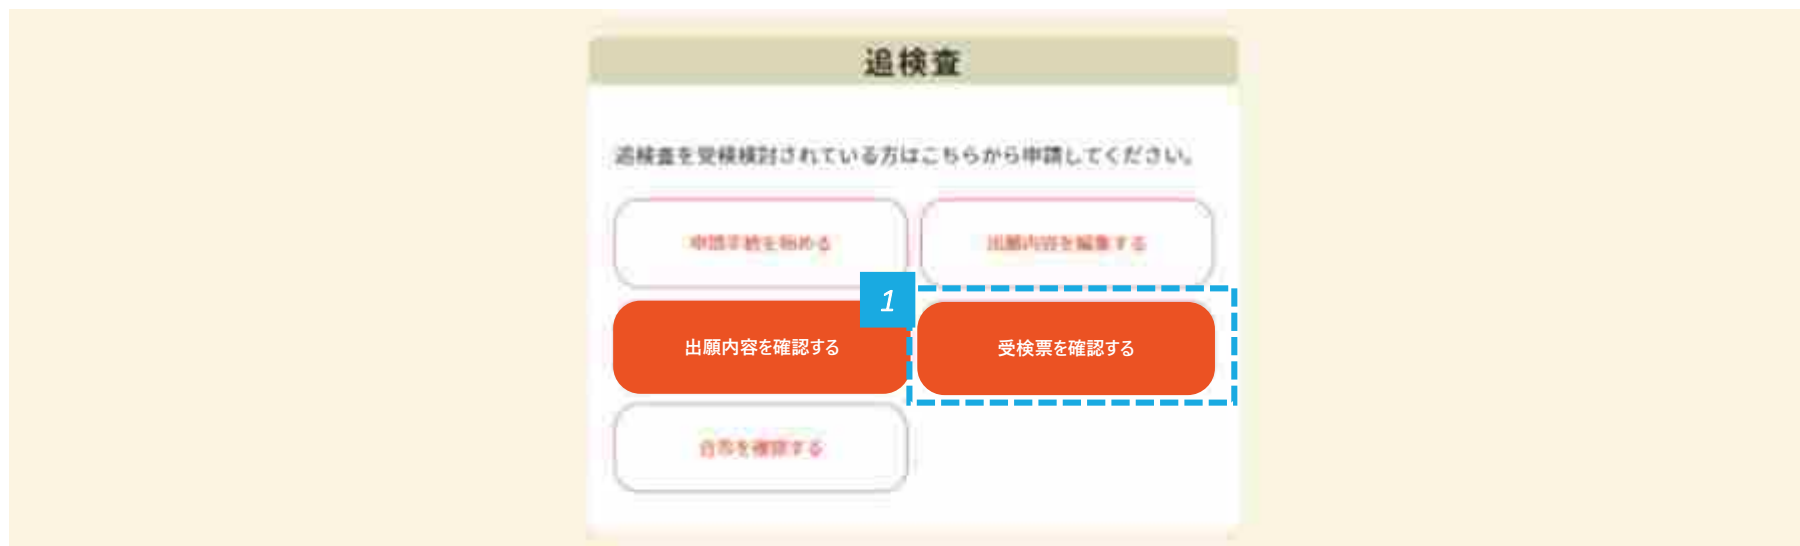 追検査
追検査を受検検討されている方はこちらから申請してください。
申請手続を始める
出願内容を編集する
1
出願内容を確認する
受検票を確認する
合否を確認する